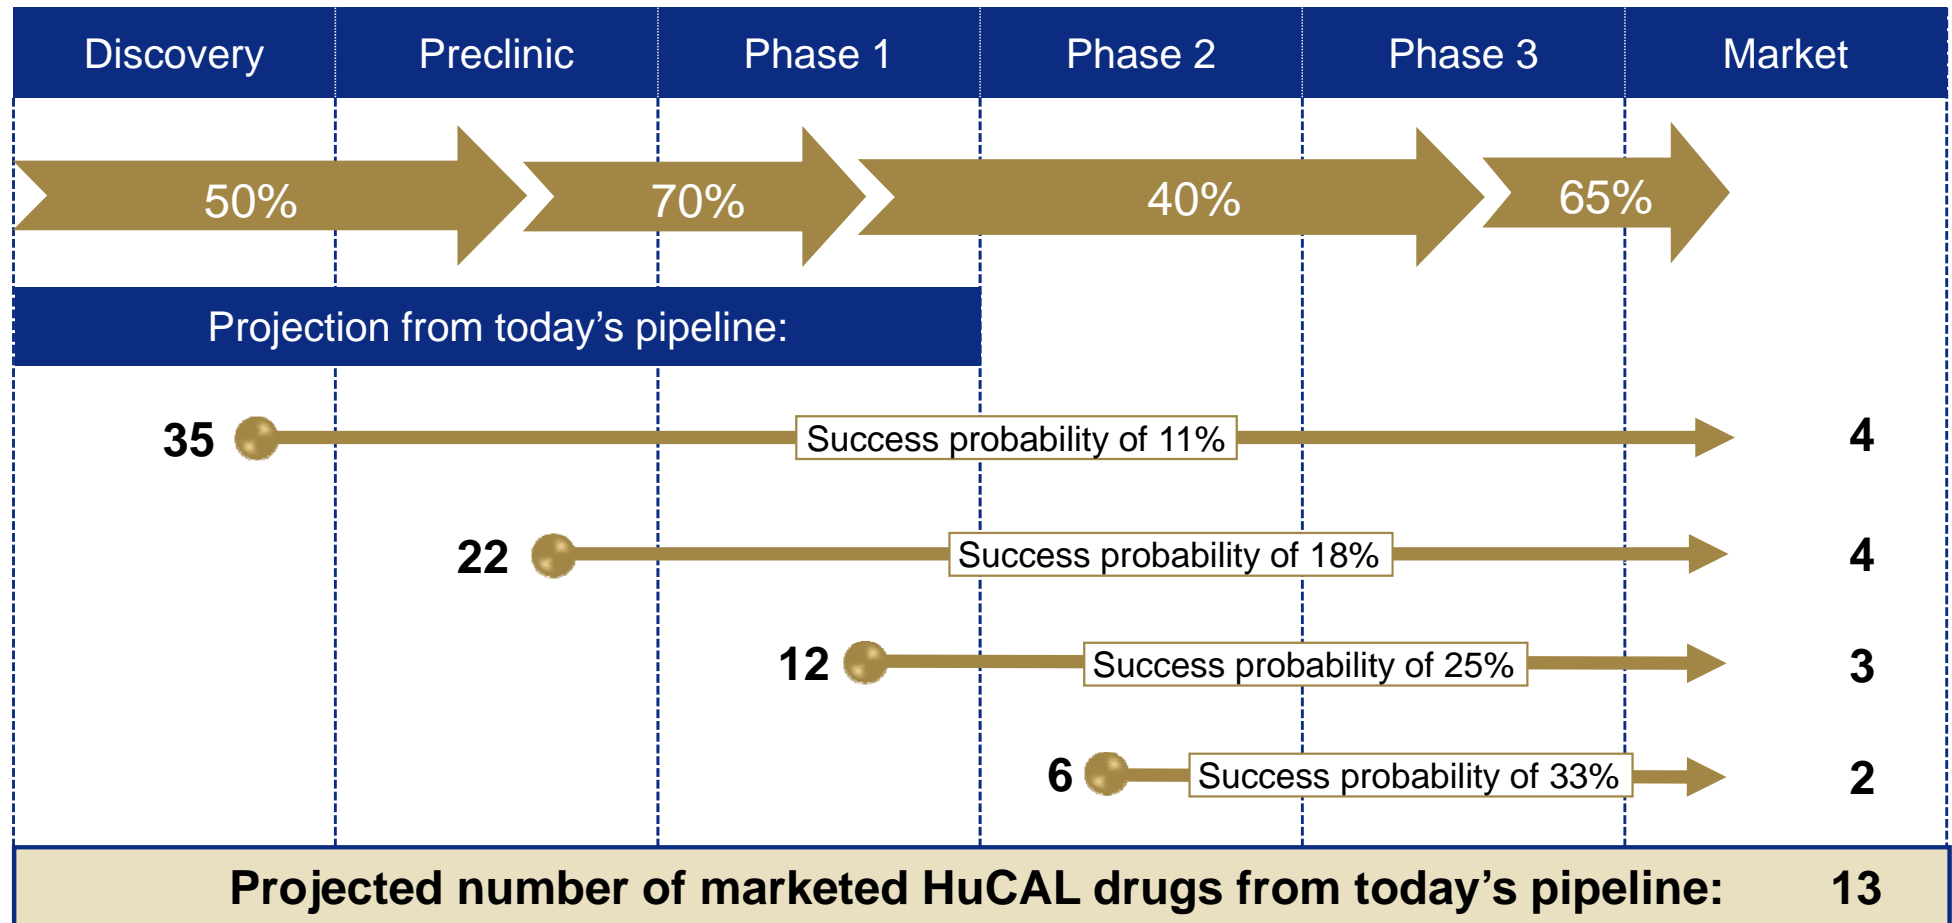 Discovery Preclinic Phase 1 Phase 2 Phase 3 Market
50% 70% 40% 65%
Projection from today’s pipeline:
35 Success probability of 11% 4
22 Success probability of 18% 4
12 Success probability of 25% 3
6 Success probability of 33% 2
Projected number of marketed HuCAL drugs from today’s pipeline: 13